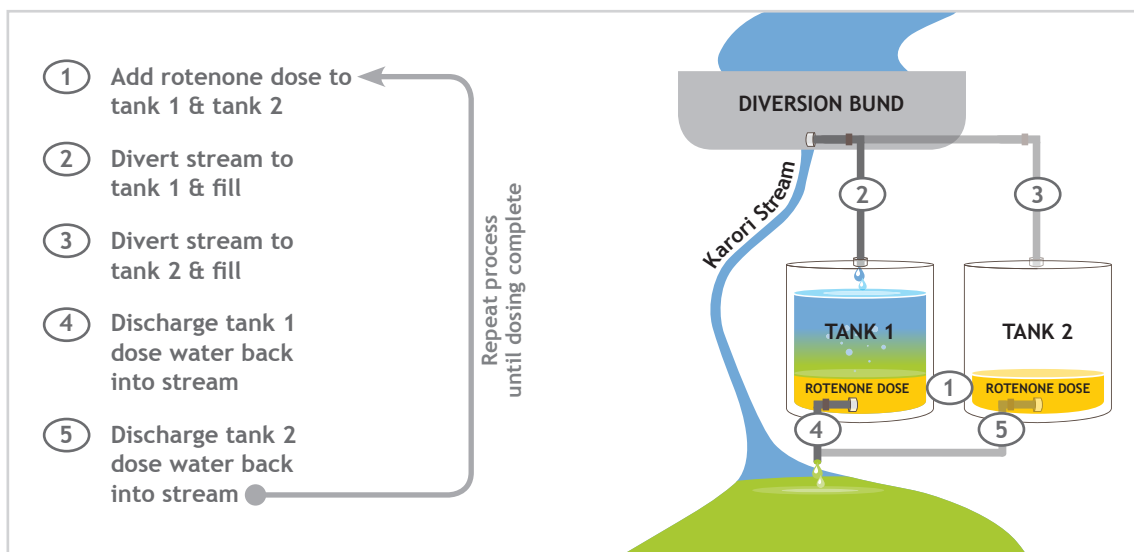 1 Add rotenone dose to
tank 1 & tank 2
2 Divert stream to
tank 1 & fill
3 Divert stream to
tank 2 & fill
4 Discharge tank 1
dose water back
into stream
5 Discharge tank 2
dose water back
into stream
Repeat process
until dosing complete
DIVERSION BUND
Karori Stream
2
3
TANK 1
TANK 2
ROTENONE DOSE
1
ROTENONE DOSE
4
5